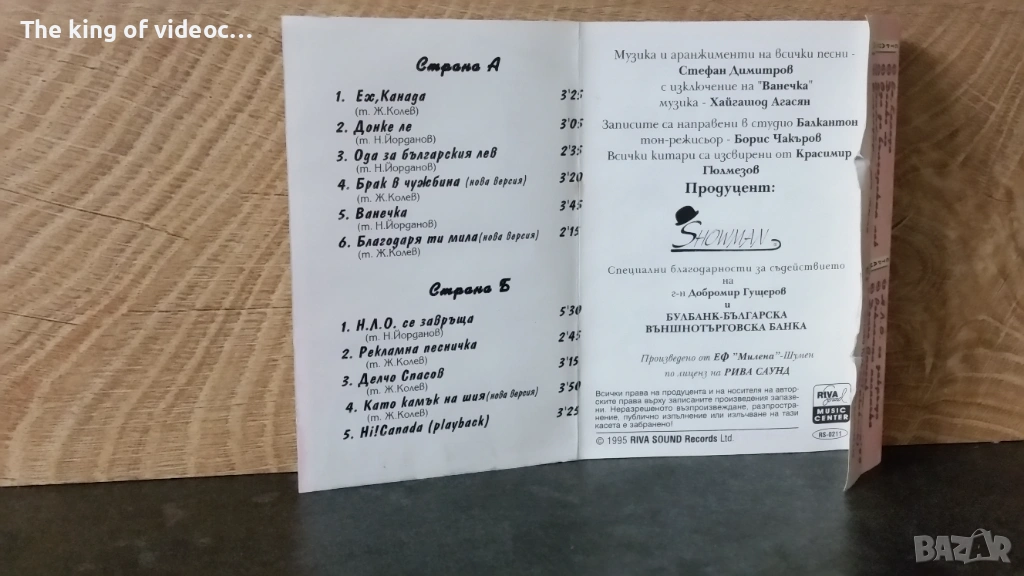 The king of videoc...
Страна А
1. Ех,Канада 3'25
(т. Ж.Колев)
2. Донке ле 3'05
(т. Н.Йорданов)
3. Ода за българския лев 2'35
(т. Н.Йорданов)
4. Брак в чужбина (нова версия) 3'20
(т. Ж.Колев)
5. Ванечка 3'45
(т. Н.Йорданов)
6. Благодаря ти мила(нова версия) 2'15
(т. Ж.Колев)
Страна Б
1. Н.Л.О. се завръща 5'30
(т. Н.Йорданов)
2. Рекламна песничка 2'45
(т. Ж.Колев)
3. Делчо Спасов 3'15
(т. Ж.Колев)
4. Като камък на шия(нова версия) 3'50
(т. Ж.Колев)
5. Hi!Canada (playback) 3'25
Музика и аранжименти на всички песни -
Стефан Димитров
с изключение на "Ванечка"
музика - Хайгашод Агасян
Записите са направени в студио Балкантон
тон-режисьор - Борис Чакъров
Всички китари са изсвирени от Красимир
Полмезов
Продуцент:
SHOWMAN
Специални благодарности за съдействието
на
г-н Добромир Гущеров
и
БУЛБАНК-БЪЛГАРСКА
ВЪНШНОТЪРГОВСКА БАНКА
Произведено от ЕФ "Милена"-Шумен
по лиценз на РИВА САУНД
Всички права на продуцента и на носителя на автор-
ските права върху записаните произведения запазе-
ни. Неразрешеното възпроизвеждане, разпростра-
нение, публично изпълнение или излъчване на тази
касета е забранено!
© 1995 RIVA SOUND Records Ltd.
RIVA
Sound
MUSIC
CENTER
RS-0211
BAZAR